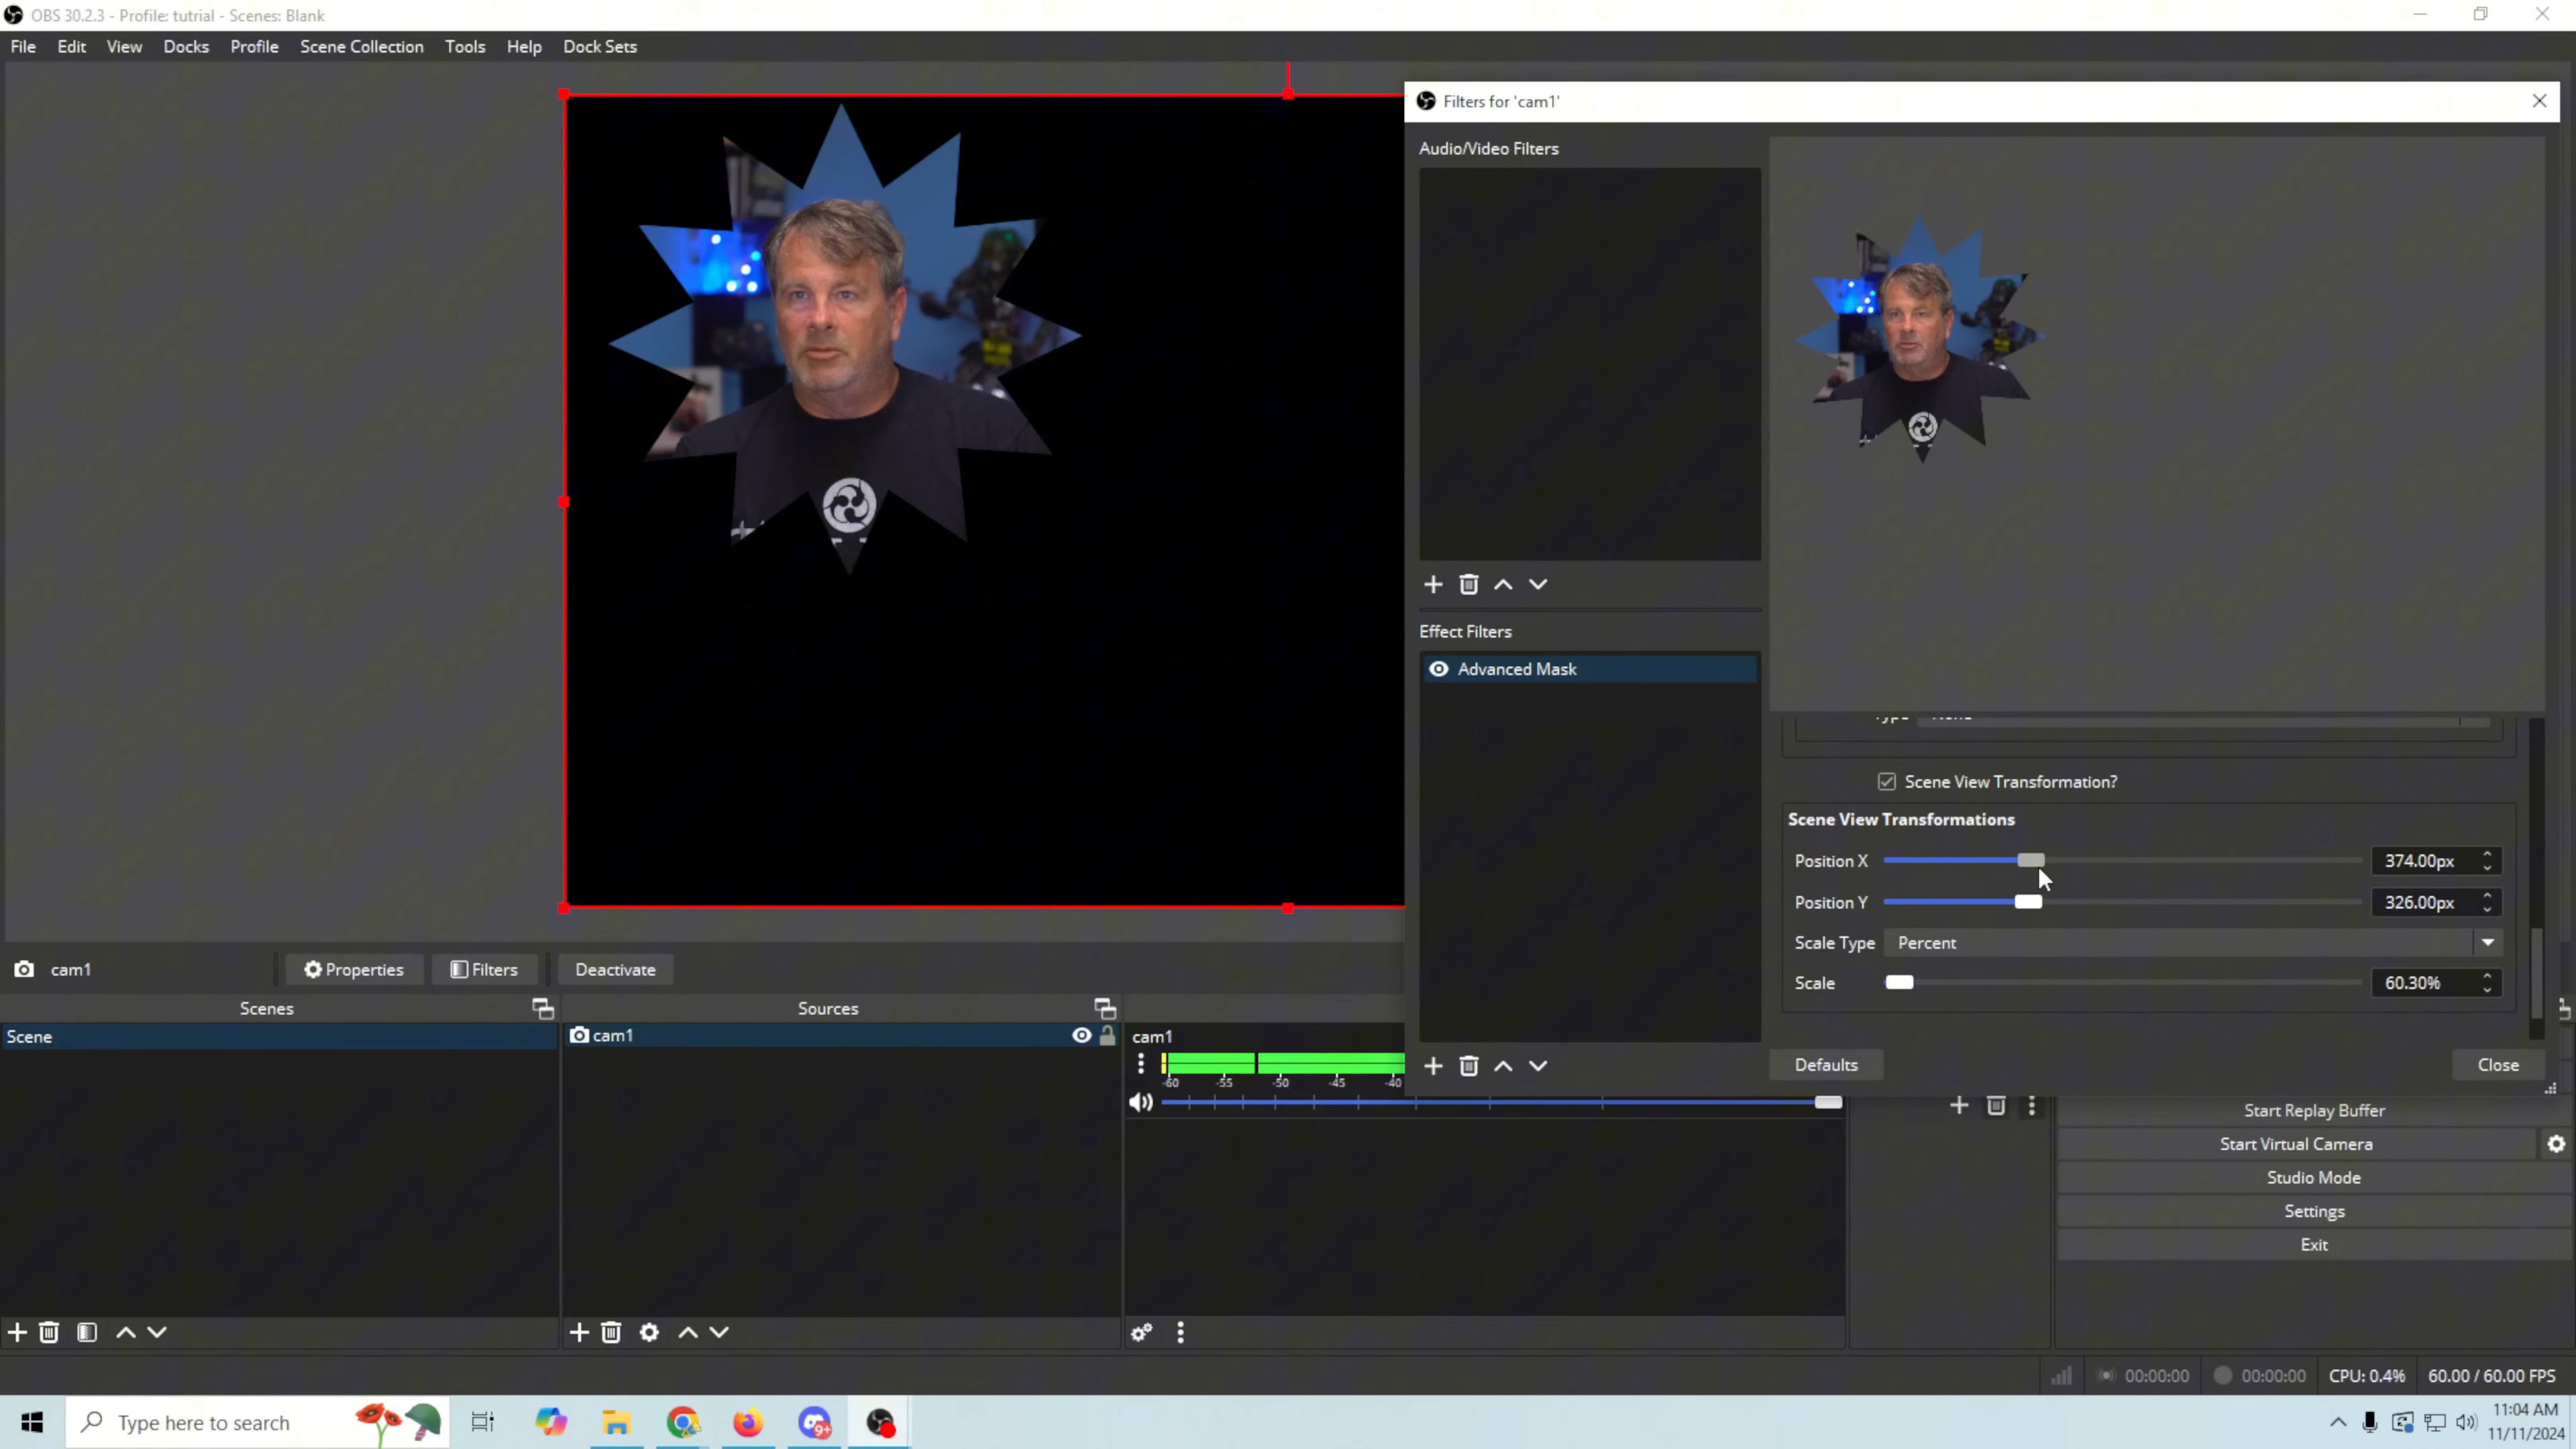 OBS 30.2.3 - Profile: tutrial - Scenes: Blank
File Edit View Docks Profile Scene Collection Tools Help Dock Sets
Filters for 'cam1'
Audio/Video Filters
Effect Filters
Advanced Mask
Type None
Scene View Transformation?
Scene View Transformations
Position X 374.00px
Position Y 326.00px
Scale Type Percent
Scale 60.30%
Defaults Close
cam1 Properties Filters Deactivate
Scenes Sources
Scene
cam1
cam1
-60 -55 -50 -45 -40
Start Replay Buffer
Start Virtual Camera
Studio Mode
Settings
Exit
00:00:00 00:00:00 CPU: 0.4% 60.00 / 60.00 FPS
Type here to search
9+
11:04 AM
11/11/2024